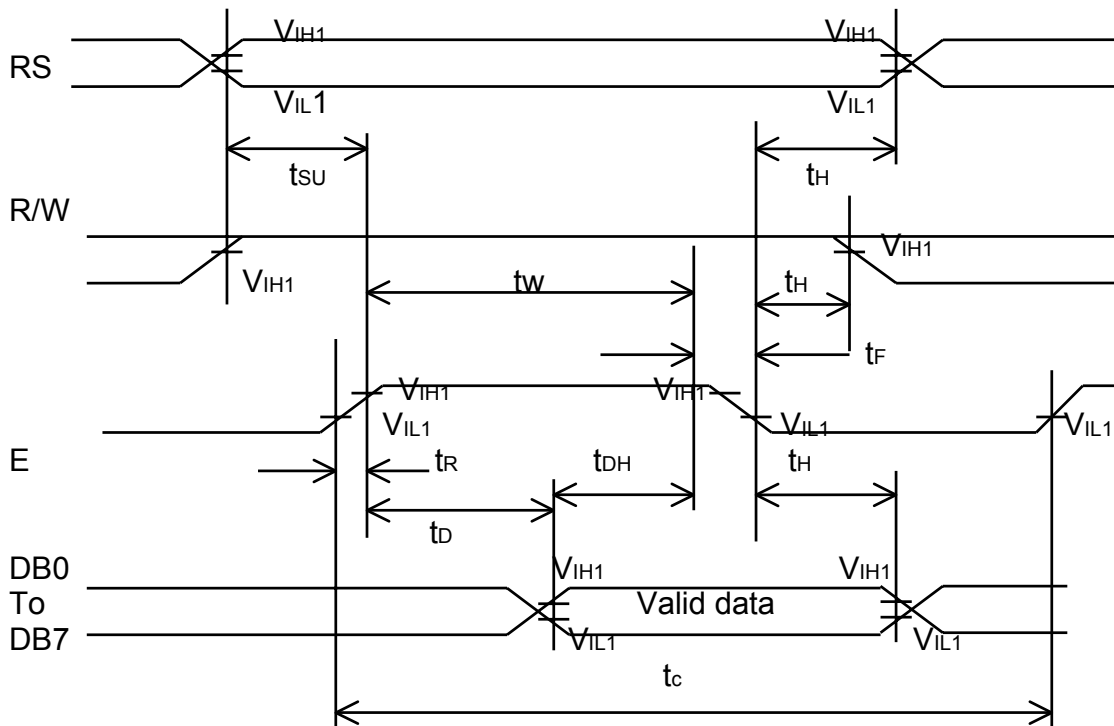 VIH1 VIH1
RS
VIL1 VIL1
tSU tH
R/W
VIH1
VIH1
tw tH
tF
VIH1 VIH1
VIL1 VIL1 VIL1
E tR tDH tH
tD
DB0 VIH1 VIH1
To Valid data
DB7 VIL1 VIL1
tc